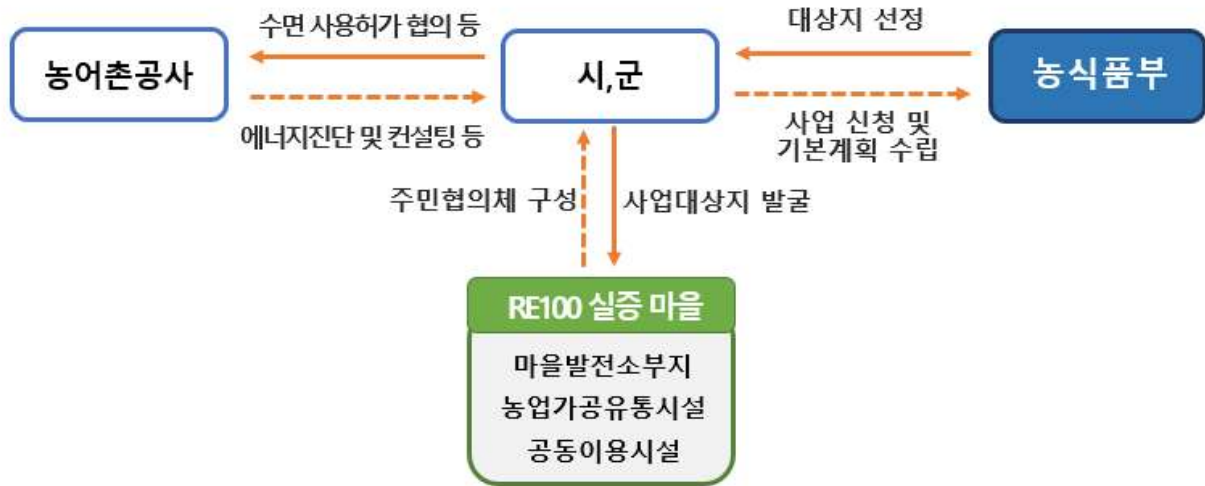 수면 사용허가 협의 등
대상지 선정
농어촌공사
시,군
농식품부
에너지진단 및 컨설팅 등
사업 신청 및
기본계획 수립
주민협의체 구성
사업대상지 발굴
RE100 실증 마을
마을발전소부지
농업가공유통시설
공동이용시설